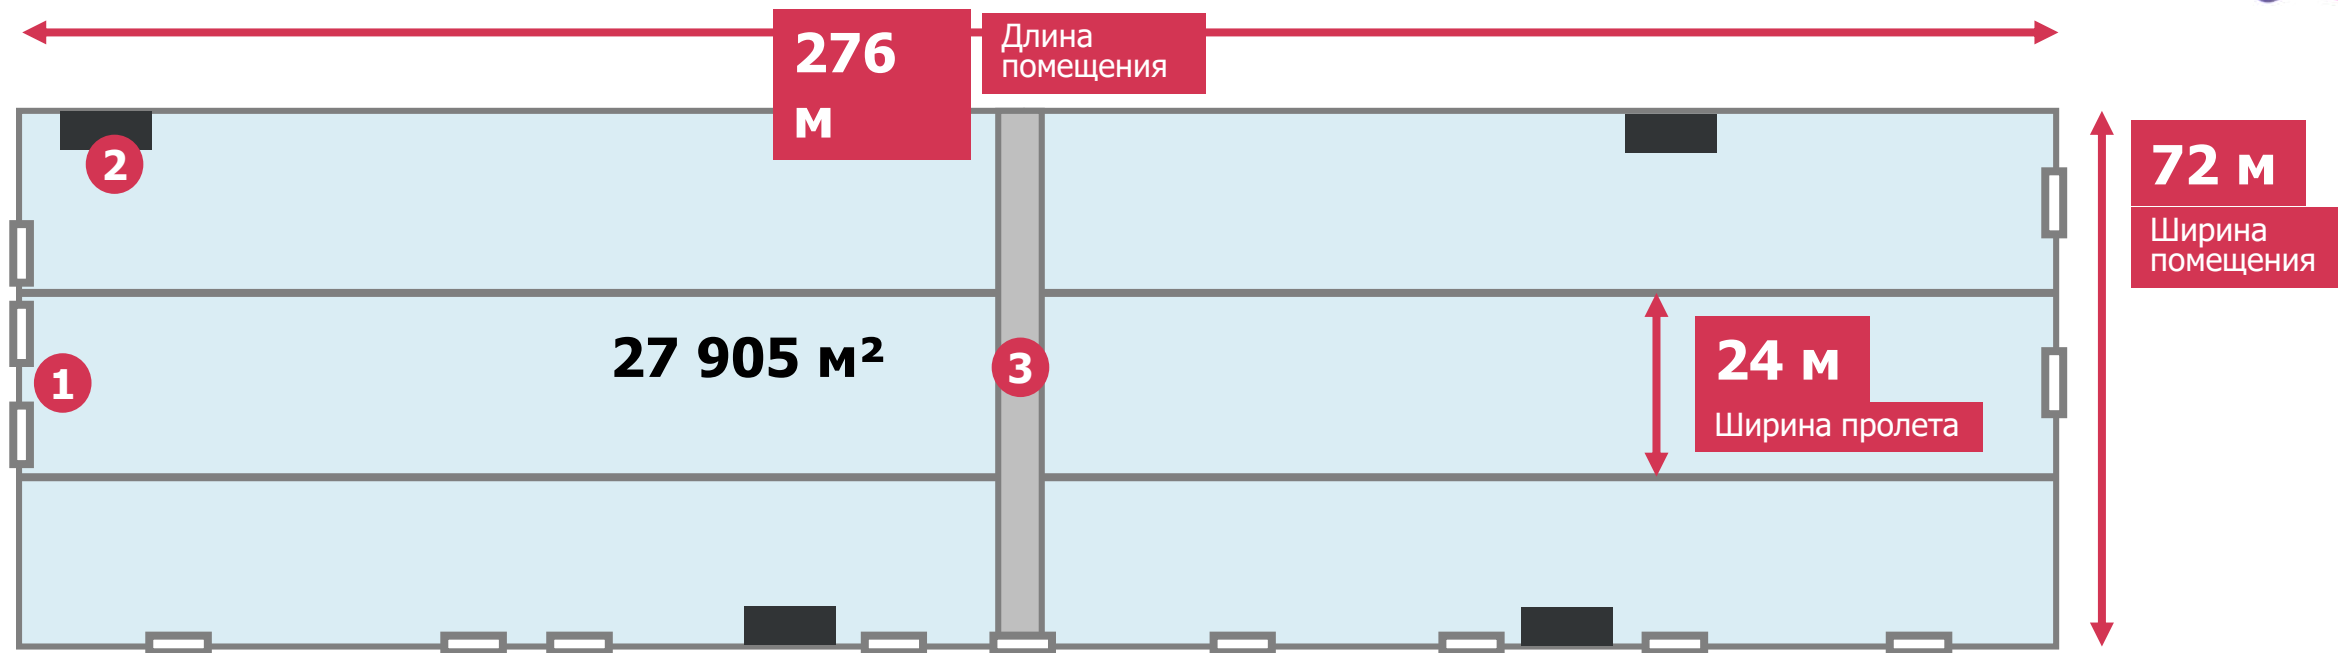 276
м
Длина
помещения
2
72 м
Ширина
помещения
27 905 м²
3
1
24 м
Ширина пролета